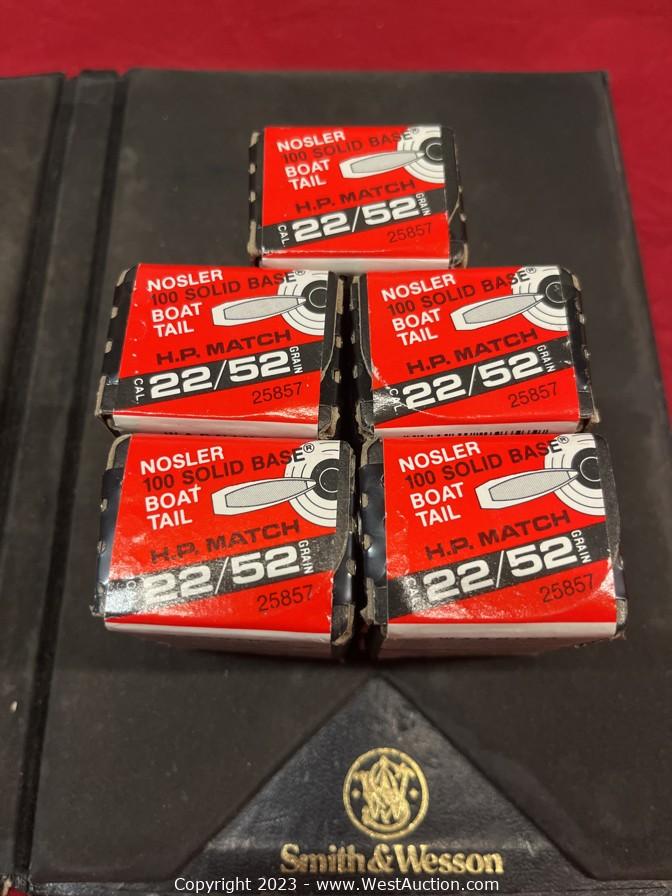 NOSLER
100 SOLID BASE®
BOAT
TAIL
H.P. MATCH
CAL. 22/52 GRAIN
25857
NOSLER
100 SOLID BASE®
BOAT
TAIL
H.P. MATCH
CAL. 22/52 GRAIN
25857
NOSLER
100 SOLID BASE®
BOAT
TAIL
H.P. MATCH
CAL. 22/52 GRAIN
25857
NOSLER
100 SOLID BASE®
BOAT
TAIL
H.P. MATCH
CAL. 22/52 GRAIN
25857
NOSLER
100 SOLID BASE®
BOAT
TAIL
H.P. MATCH
CAL. 22/52 GRAIN
25857
Smith & Wesson
Copyright 2023 - www.WestAuction.com